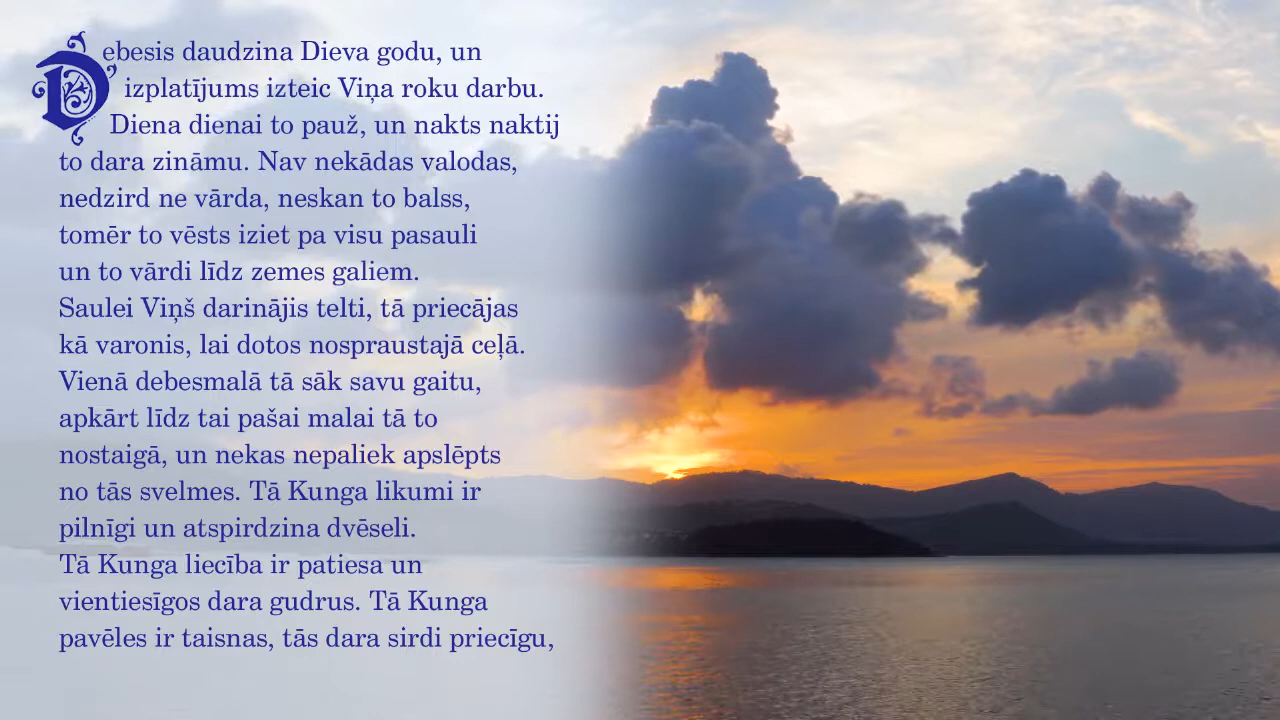 Debesis daudzina Dieva godu, un
izplatījums izteic Viņa roku darbu.
Diena dienai to pauž, un nakts naktij
to dara zināmu. Nav nekādas valodas,
nedzird ne vārda, neskan to balss,
tomēr to vēsts iziet pa visu pasauli
un to vārdi līdz zemes galiem.
Saulei Viņš darinājis telti, tā priecājas
kā varonis, lai dotos nospraustajā ceļā.
Vienā debesmalā tā sāk savu gaitu,
apkārt līdz tai pašai malai tā to
nostaigā, un nekas nepaliek apslēpts
no tās svelmes. Tā Kunga likumi ir
pilnīgi un atspirdzina dvēseli.
Tā Kunga liecība ir patiesa un
vientiesīgos dara gudrus. Tā Kunga
pavēles ir taisnas, tās dara sirdi priecīgu,